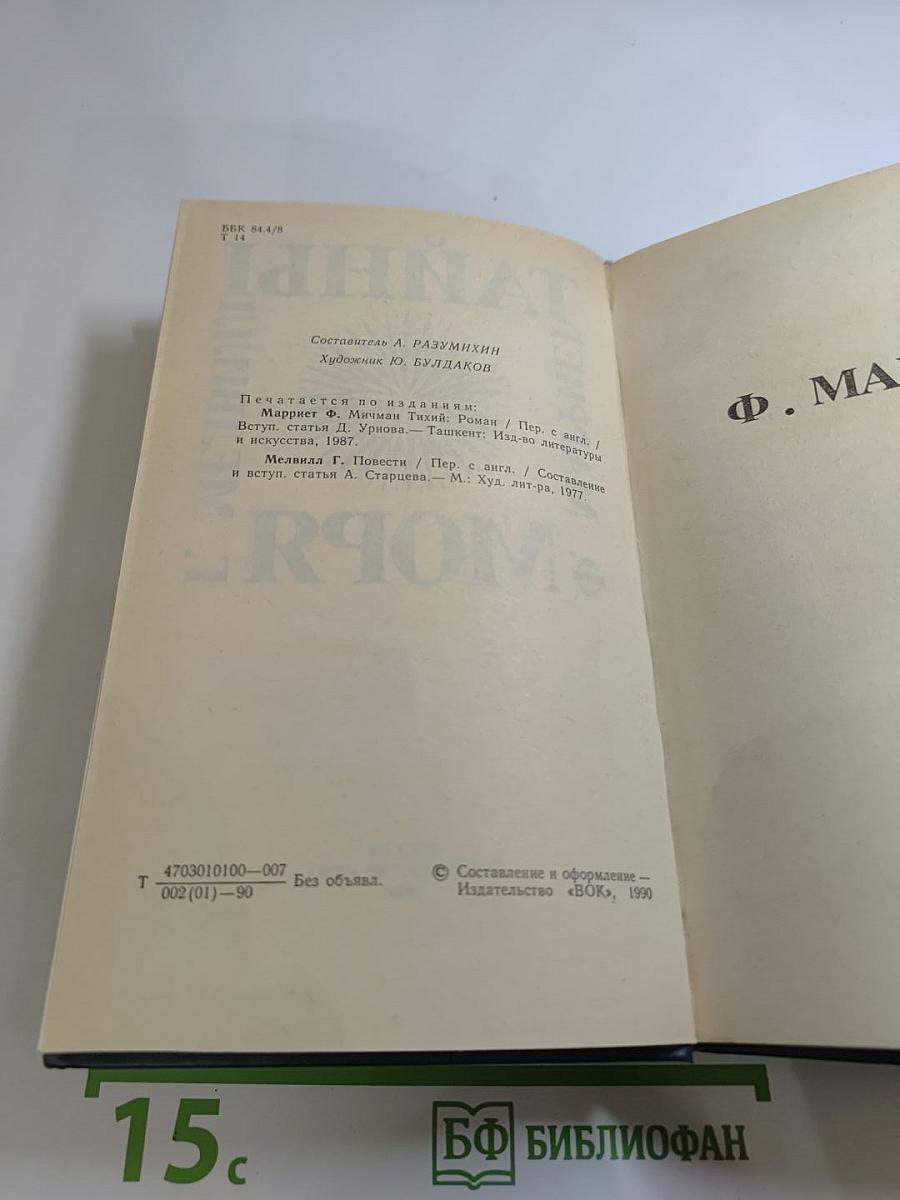 ББК 84.4/8
Т 14
Составитель А. РАЗУМИХИН
Художник Ю. БУЛДАКОВ
Печатается по изданиям:
Марриет Ф. Мичман Тихий: Роман / Пер. с англ. /
Вступ. статья Д. Урнова.— Ташкент: Изд-во литературы
и искусства, 1987.
Мелвилл Г. Повести / Пер. с англ. / Составление
и вступ. статья А. Старцева.— М.: Худ. лит-ра, 1977.
Т 4703010100—007 Без объявл.
002(01)—90
© Составление и оформление —
Издательство «ВОК», 1990
Ф. МА
15с
БФ БИБЛИОФАН